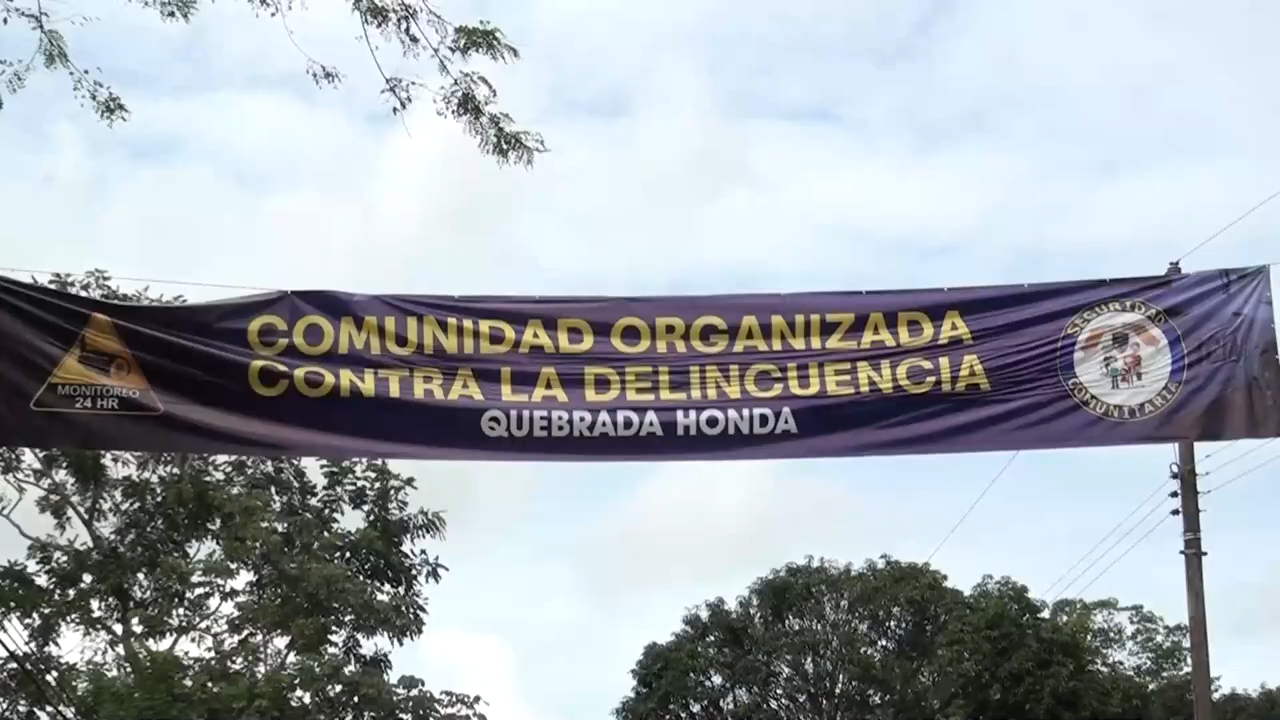 COMUNIDAD ORGANIZADA
CONTRA LA DELINCUENCIA
QUEBRADA HONDA
MONITOREO
24 HR
SEGURIDAD
COMUNITARIA